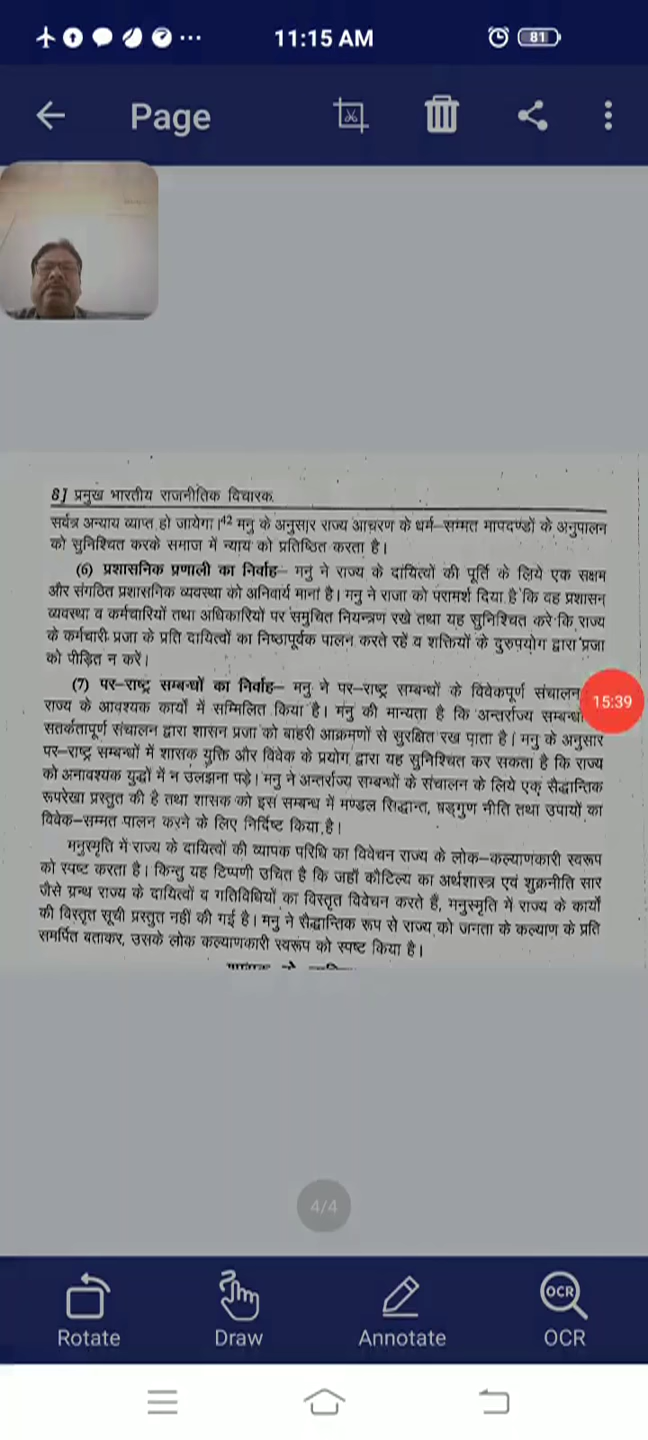 11:15 AM
81
Page
8] प्रमुख भारतीय राजनीतिक विचारक
सर्वत्र अन्याय व्याप्त हो जायेगा।¹² मनु के अनुसार राज्य आचरण के धर्म–सम्मत मापदण्डों के अनुपालन
को सुनिश्चित करके समाज में न्याय को प्रतिष्ठित करता है।
(6) प्रशासनिक प्रणाली का निर्वाह– मनु ने राज्य के दायित्वों की पूर्ति के लिये एक सक्षम
और संगठित प्रशासनिक व्यवस्था को अनिवार्य माना है। मनु ने राजा को परामर्श दिया है कि वह प्रशासन
व्यवस्था व कर्मचारियों तथा अधिकारियों पर समुचित नियन्त्रण रखे तथा यह सुनिश्चित करे कि राज्य
के कर्मचारी प्रजा के प्रति दायित्वों का निष्ठापूर्वक पालन करते रहें व शक्तियों के दुरुपयोग द्वारा प्रजा
को पीड़ित न करें।
(7) पर–राष्ट्र सम्बन्धों का निर्वाह– मनु ने पर–राष्ट्र सम्बन्धों के विवेकपूर्ण संचालन
राज्य के आवश्यक कार्यों में सम्मिलित किया है। मनु की मान्यता है कि अन्तर्राज्य सम्बन्धों
15:39
सतर्कतापूर्ण संचालन द्वारा शासन प्रजा को बाहरी आक्रमणों से सुरक्षित रख पाता है। मनु के अनुसार
पर–राष्ट्र सम्बन्धों में शासक युक्ति और विवेक के प्रयोग द्वारा यह सुनिश्चित कर सकता है कि राज्य
को अनावश्यक युद्धों में न उलझना पड़े। मनु ने अन्तर्राज्य सम्बन्धों के संचालन के लिये एक सैद्धान्तिक
रूपरेखा प्रस्तुत की है तथा शासक को इस सम्बन्ध में मण्डल सिद्धान्त, षड्गुण नीति तथा उपायों का
विवेक–सम्मत पालन करने के लिए निर्दिष्ट किया है।
मनुस्मृति में राज्य के दायित्वों की व्यापक परिधि का विवेचन राज्य के लोक–कल्याणकारी स्वरूप
को स्पष्ट करता है। किन्तु यह टिप्पणी उचित है कि जहाँ कौटिल्य का अर्थशास्त्र एवं शुक्रनीति सार
जैसे ग्रन्थ राज्य के दायित्वों व गतिविधियों का विस्तृत विवेचन करते हैं, मनुस्मृति में राज्य के कार्यों
की विस्तृत सूची प्रस्तुत नहीं की गई है। मनु ने सैद्धान्तिक रूप से राज्य को जनता के कल्याण के प्रति
समर्पित बताकर, उसके लोक कल्याणकारी स्वरूप को स्पष्ट किया है।
4/4
Rotate
Draw
Annotate
OCR
OCR